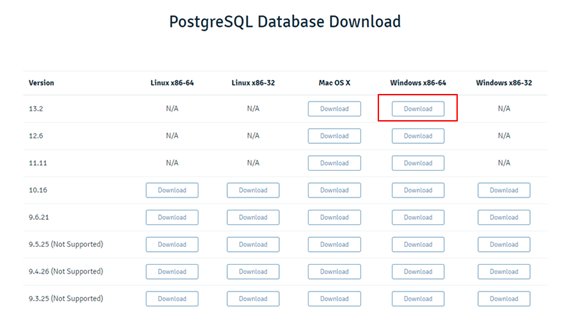 PostgreSQL Database Download
Version Linux x86-64 Linux x86-32 Mac OS X Windows x86-64 Windows x86-32
13.2 N/A N/A Download Download N/A
12.6 N/A N/A Download Download N/A
11.11 N/A N/A Download Download N/A
10.16 Download Download Download Download Download
9.6.21 Download Download Download Download Download
9.5.25 (Not Supported) Download Download Download Download Download
9.4.26 (Not Supported) Download Download Download Download Download
9.3.25 (Not Supported) Download Download Download Download Download